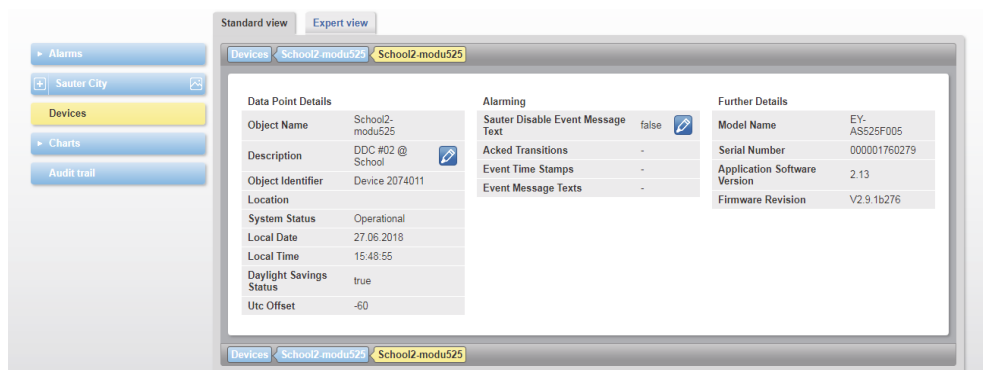 Standard view
Expert view
Alarms
Sauter City
Devices
Charts
Audit trail
Devices School2-modu525 School2-modu525
Data Point Details
Object Name School2-
modu525
Description DDC #02 @
School
Object Identifier Device 2074011
Location
System Status Operational
Local Date 27.06.2018
Local Time 15:48:55
Daylight Savings
Status true
Utc Offset -60
Alarming
Sauter Disable Event Message
Text false
Acked Transitions -
Event Time Stamps -
Event Message Texts -
Further Details
Model Name EY-
AS525F005
Serial Number 000001760279
Application Software
Version 2.13
Firmware Revision V2.9.1b276
Devices School2-modu525 School2-modu525